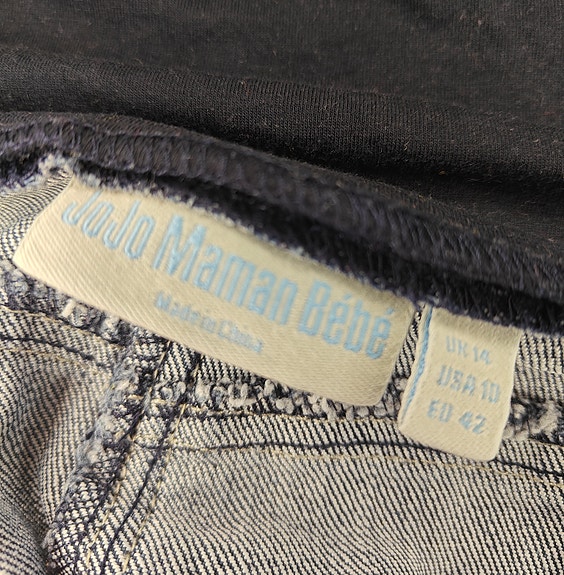 JoJo Maman Bébé
Made in China
UK 14
USA 10
EU 42